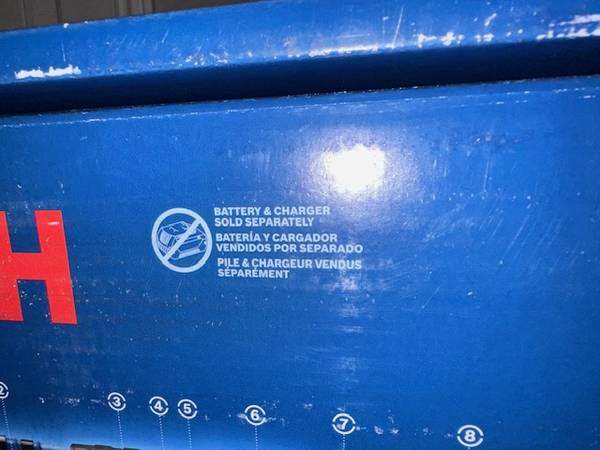 H
BATTERY & CHARGER
SOLD SEPARATELY
BATERÍA Y CARGADOR
VENDIDOS POR SEPARADO
PILE & CHARGEUR VENDUS
SÉPARÉMENT
2 3 4 5 6 7 8